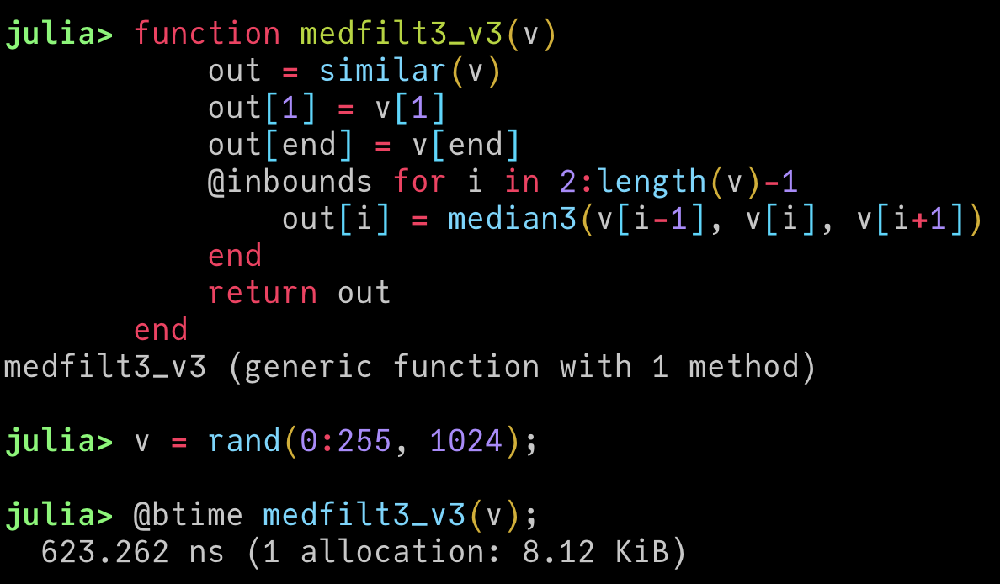 julia> function medfilt3_v3(v)
           out = similar(v)
           out[1] = v[1]
           out[end] = v[end]
           @inbounds for i in 2:length(v)-1
               out[i] = median3(v[i-1], v[i], v[i+1])
           end
           return out
       end
medfilt3_v3 (generic function with 1 method)

julia> v = rand(0:255, 1024);

julia> @btime medfilt3_v3(v);
  623.262 ns (1 allocation: 8.12 KiB)